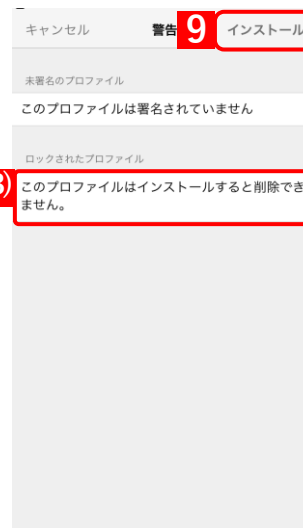 キャンセル 警告 9 インストール
未署名のプロファイル
このプロファイルは署名されていません
ロックされたプロファイル
) このプロファイルはインストールすると削除でき
ません。